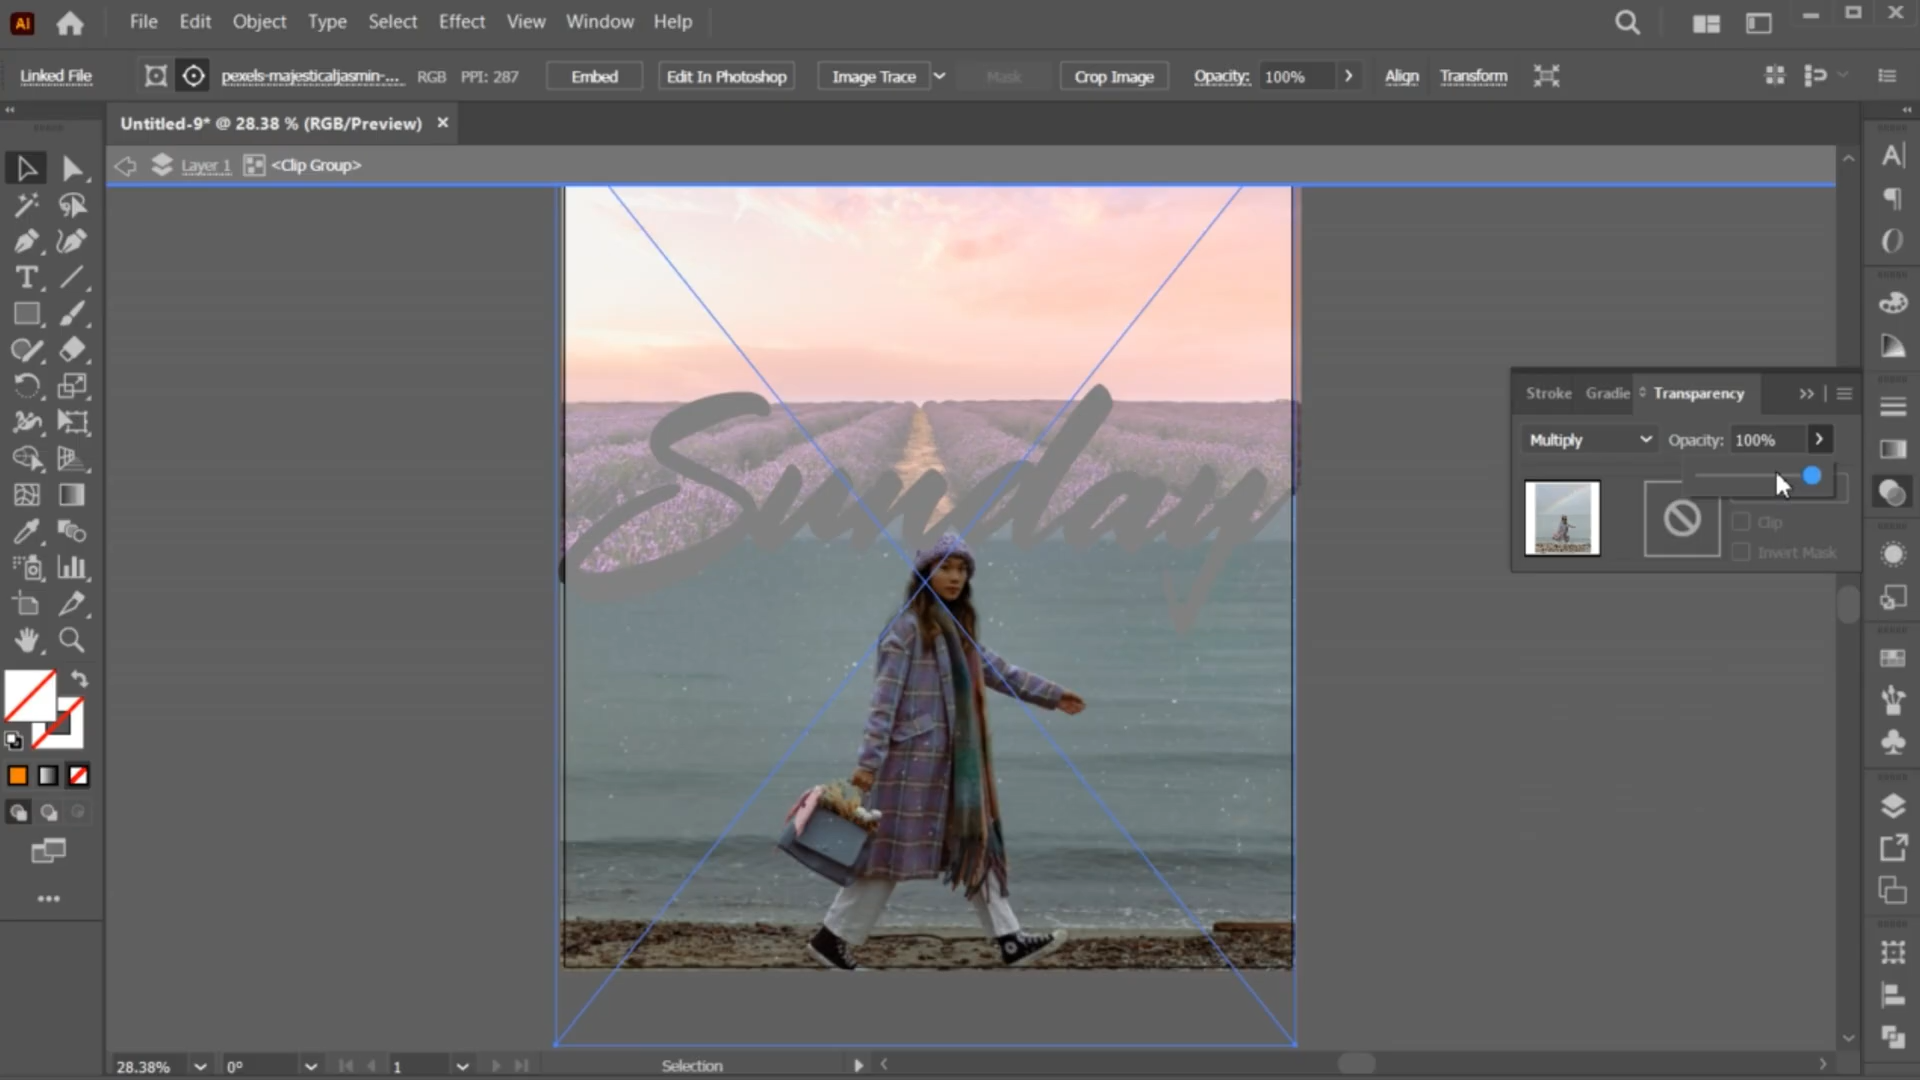 Ai File Edit Object Type Select Effect View Window Help
Linked File pexels-majesticaljasmin-... RGB PPI: 287 Embed Edit In Photoshop Image Trace Mask Crop Image Opacity: 100% Align Transform
Untitled-9* @ 28.38 % (RGB/Preview)
Layer 1 <Clip Group>
Sunday
Stroke Gradie Transparency
Multiply Opacity: 100%
Clip
Invert Mask
28.38% 0° 1 Selection